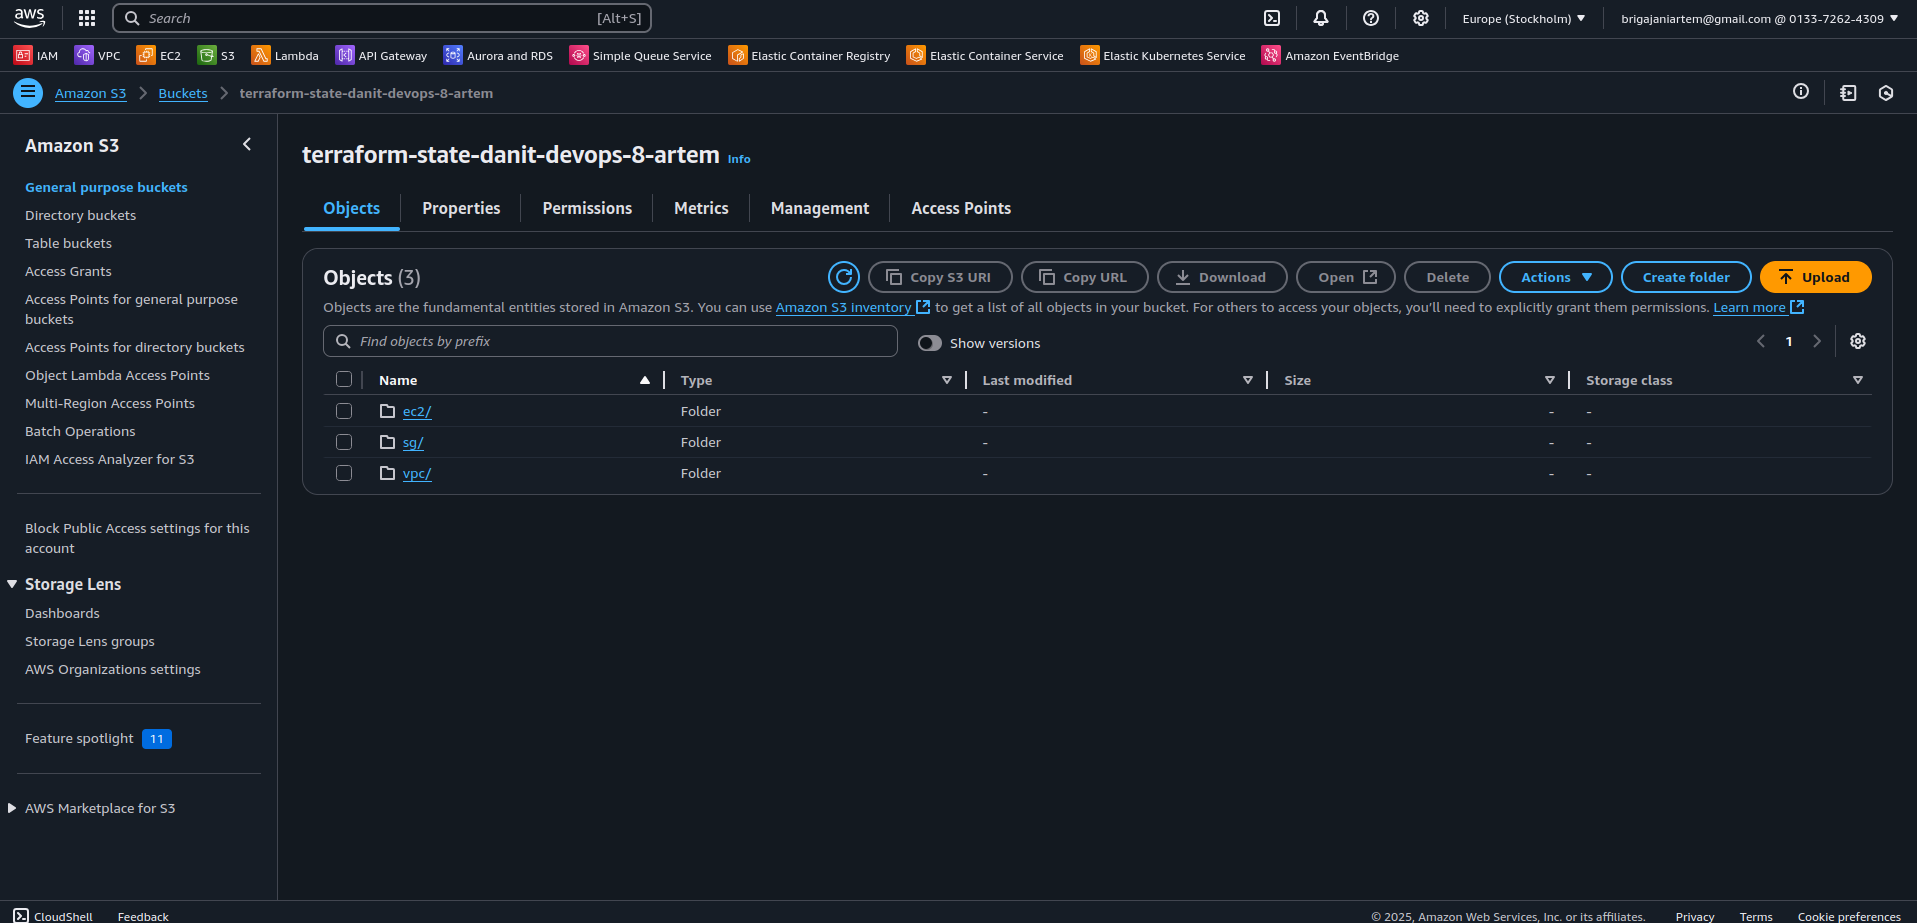 aws
Search [Alt+S]
Europe (Stockholm)
brigajaniartem@gmail.com @ 0133-7262-4309
IAM VPC EC2 S3 Lambda API Gateway Aurora and RDS Simple Queue Service Elastic Container Registry Elastic Container Service Elastic Kubernetes Service Amazon EventBridge
Amazon S3 Buckets terraform-state-danit-devops-8-artem
Amazon S3
General purpose buckets
Directory buckets
Table buckets
Access Grants
Access Points for general purpose
buckets
Access Points for directory buckets
Object Lambda Access Points
Multi-Region Access Points
Batch Operations
IAM Access Analyzer for S3
Block Public Access settings for this
account
Storage Lens
Dashboards
Storage Lens groups
AWS Organizations settings
Feature spotlight 11
AWS Marketplace for S3
terraform-state-danit-devops-8-artem Info
Objects Properties Permissions Metrics Management Access Points
Objects (3)
Copy S3 URI Copy URL Download Open Delete Actions Create folder Upload
Objects are the fundamental entities stored in Amazon S3. You can use Amazon S3 inventory to get a list of all objects in your bucket. For others to access your objects, you'll need to explicitly grant them permissions. Learn more
Find objects by prefix
Show versions
1
Name Type Last modified Size Storage class
ec2/ Folder - - -
sg/ Folder - - -
vpc/ Folder - - -
CloudShell Feedback
© 2025, Amazon Web Services, Inc. or its affiliates. Privacy Terms Cookie preferences